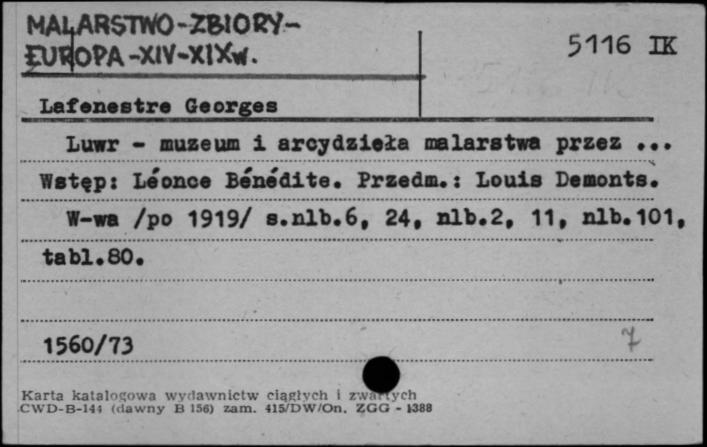 MALARSTWO-ZBIORY-
EUROPA-XIV-XIXw.
5116 IK
Lafenestre Georges
Luwr - muzeum i arcydzieła malarstwa przez ...
Wstęp: Léonce Bénédite. Przedm.: Louis Demonts.
W-wa /po 1919/ s.nlb.6, 24, nlb.2, 11, nlb.101,
tabl.80.
1560/73
7
Karta katalogowa wydawnictw ciągłych i zwartych
CWD-B-144 (dawny B 156) zam. 415/DW/On. ZGG - 1388